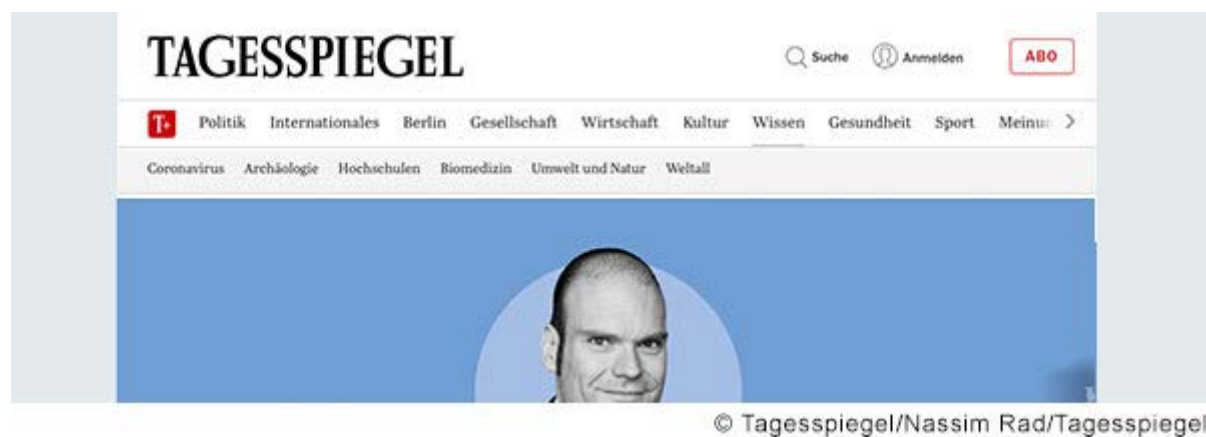 TAGESSPIEGEL
Suche Anmelden ABO
T+ Politik Internationales Berlin Gesellschaft Wirtschaft Kultur Wissen Gesundheit Sport
Coronavirus Archäologie Hochschulen Biomedizin Umwelt und Natur Weltall
© Tagesspiegel/Nassim Rad/Tagesspiegel